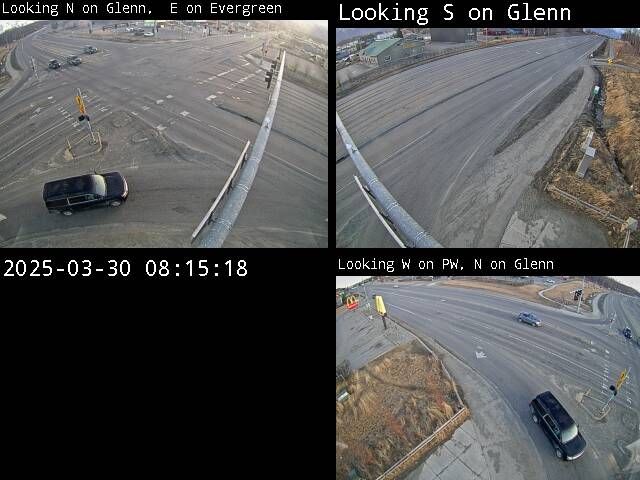 Looking N on Glenn,  E on Evergreen
Looking S on Glenn
2025-03-30 08:15:18
Looking W on PW, N on Glenn